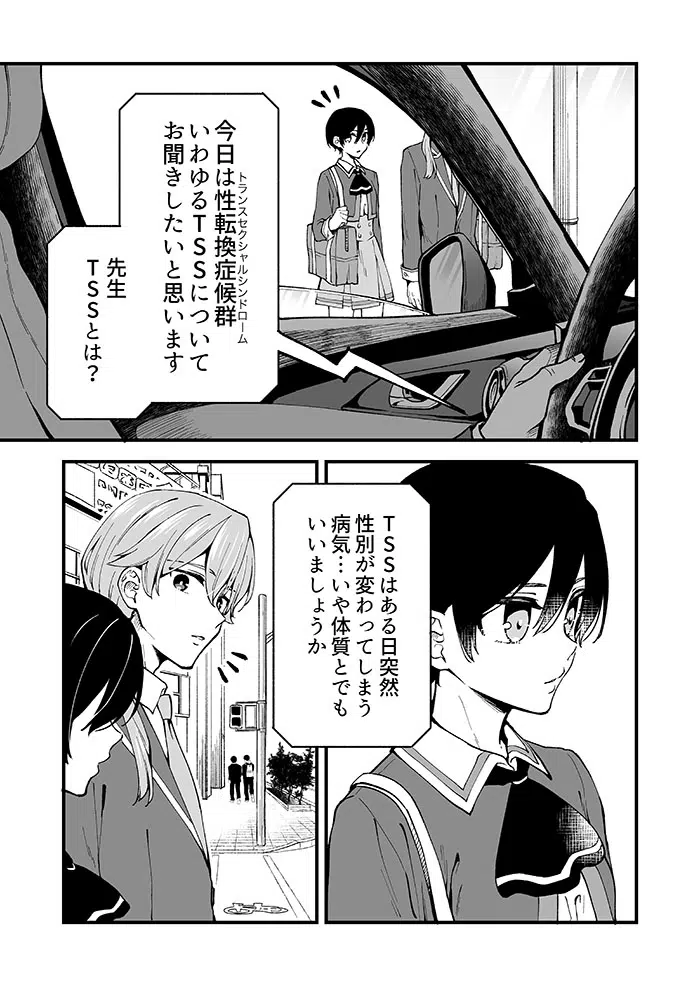 今日は性転換症候群
トランスセクシャルシンドローム
いわゆるTSSについて
お聞きしたいと思います
先生
TSSとは？
TSSはある日突然
性別が変わってしまう
病気…いや体質とでも
いいましょうか